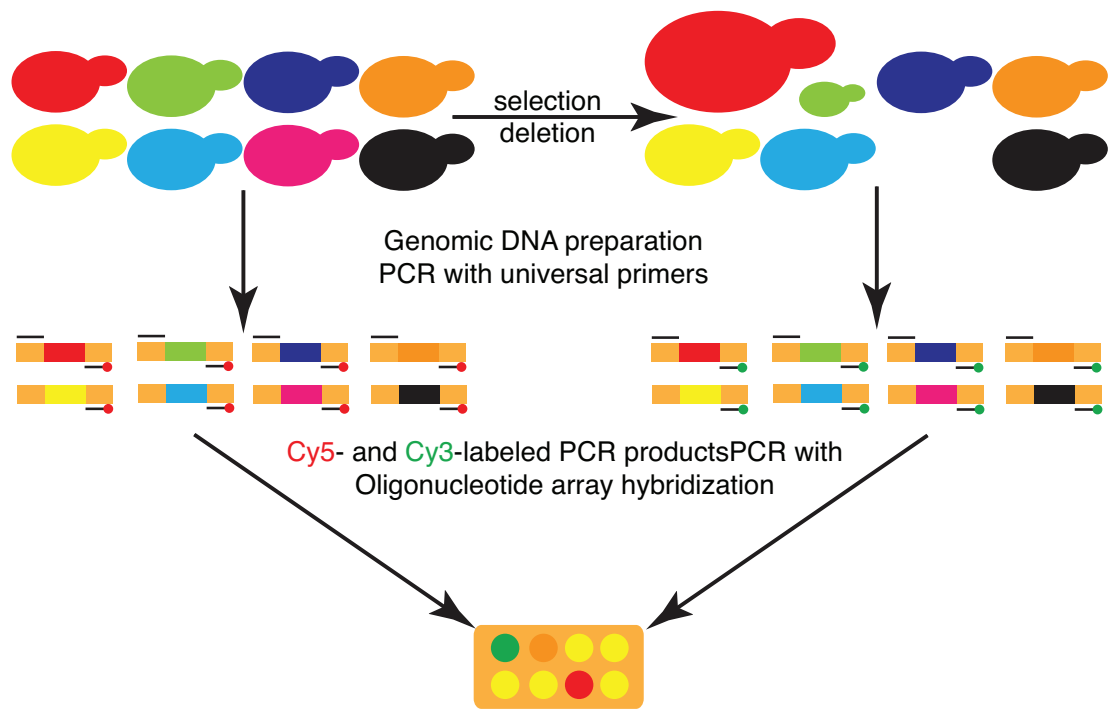 selection
deletion
Genomic DNA preparation
PCR with universal primers
Cy5- and Cy3-labeled PCR productsPCR with
Oligonucleotide array hybridization